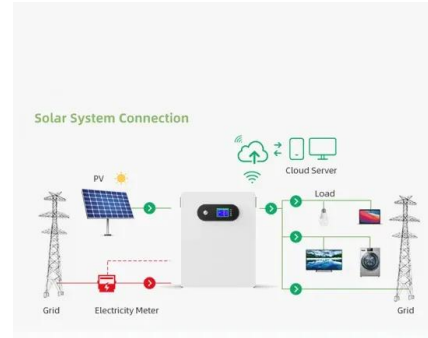 Solar System Connection
Cloud Server
PV
Load
Grid
Electricity Meter
Grid